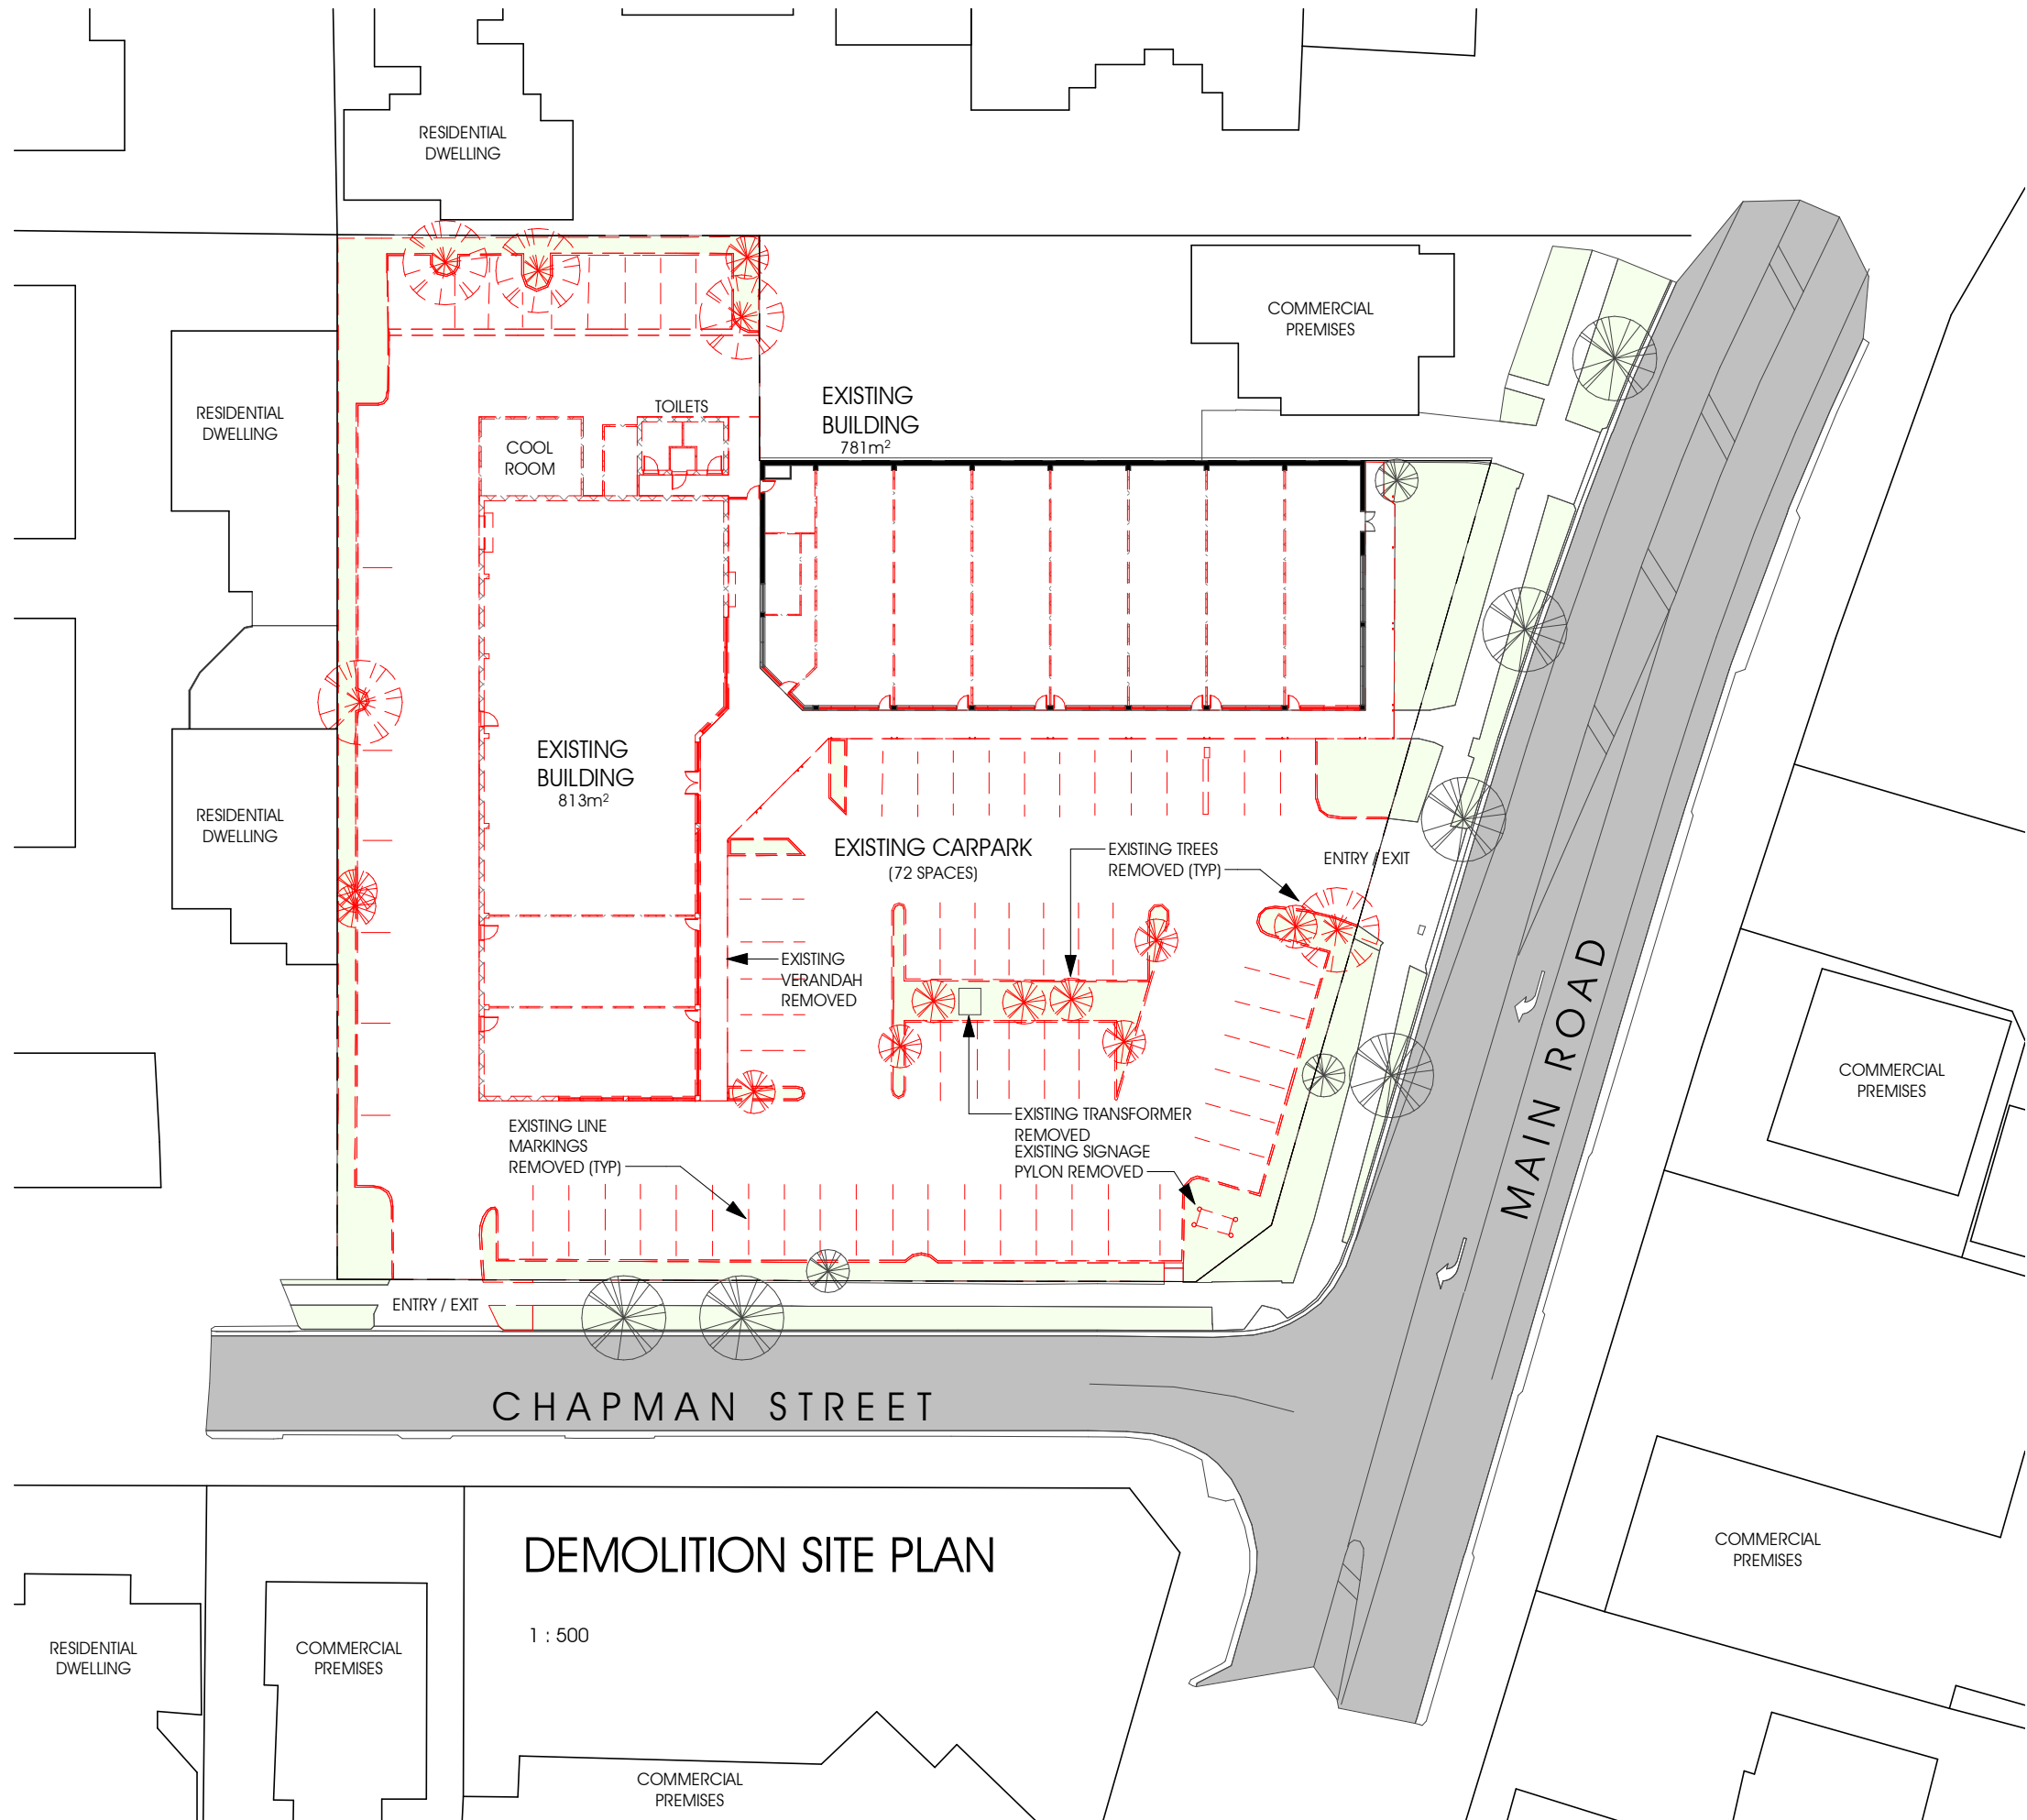 RESIDENTIAL
DWELLING
COMMERCIAL
PREMISES
RESIDENTIAL
DWELLING
TOILETS
COOL
ROOM
EXISTING
BUILDING
781m²
EXISTING
BUILDING
813m²
RESIDENTIAL
DWELLING
EXISTING CARPARK
(72 SPACES)
EXISTING TREES
REMOVED (TYP)
ENTRY / EXIT
EXISTING
VERANDAH
REMOVED
EXISTING TRANSFORMER
REMOVED
EXISTING SIGNAGE
PYLON REMOVED
EXISTING LINE
MARKINGS
REMOVED (TYP)
MAIN ROAD
COMMERCIAL
PREMISES
ENTRY / EXIT
CHAPMAN STREET
DEMOLITION SITE PLAN
1 : 500
COMMERCIAL
PREMISES
RESIDENTIAL
DWELLING
COMMERCIAL
PREMISES
COMMERCIAL
PREMISES